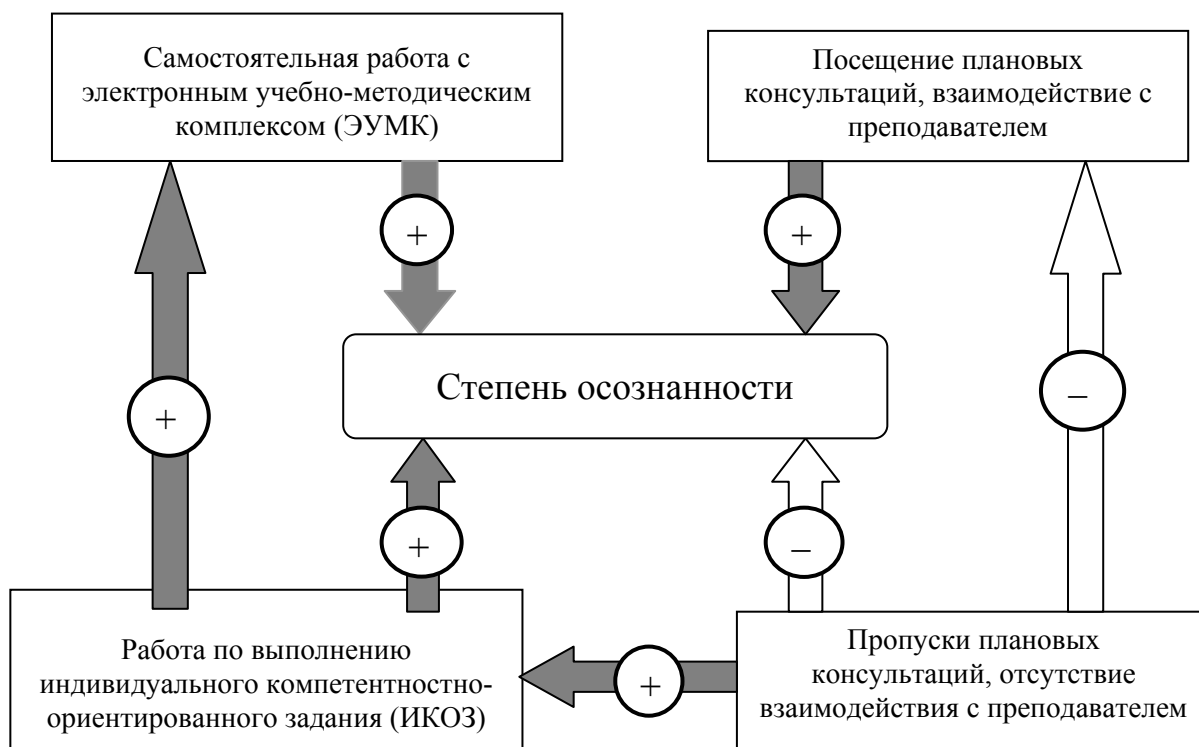 Самостоятельная работа с
электронным учебно-методическим
комплексом (ЭУМК)
Посещение плановых
консультаций, взаимодействие с
преподавателем
+
+
Степень осознанности
+
–
+
–
Работа по выполнению
индивидуального компетентностно-
ориентированного задания (ИКОЗ)
+
Пропуски плановых
консультаций, отсутствие
взаимодействия с преподавателем